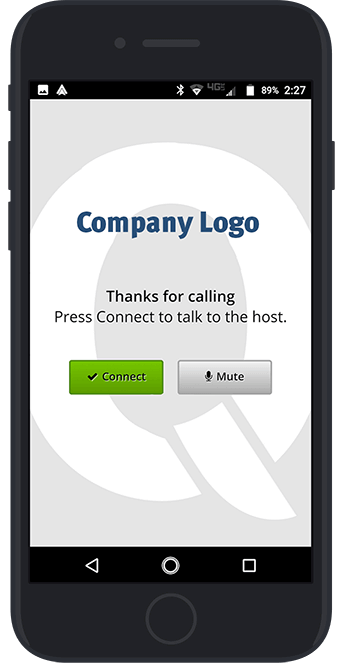 4G 89% 2:27
Company Logo
Thanks for calling
Press Connect to talk to the host.
Connect Mute